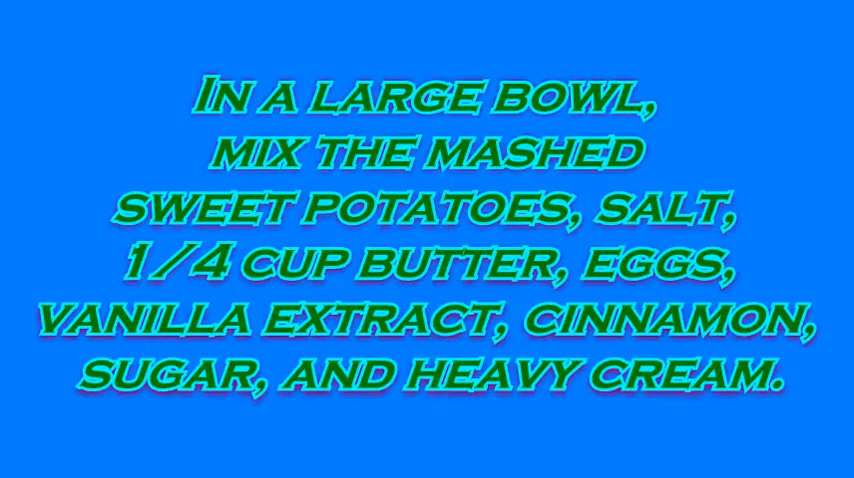 In a large bowl,
mix the mashed
sweet potatoes, salt,
1/4 cup butter, eggs,
vanilla extract, cinnamon,
sugar, and heavy cream.